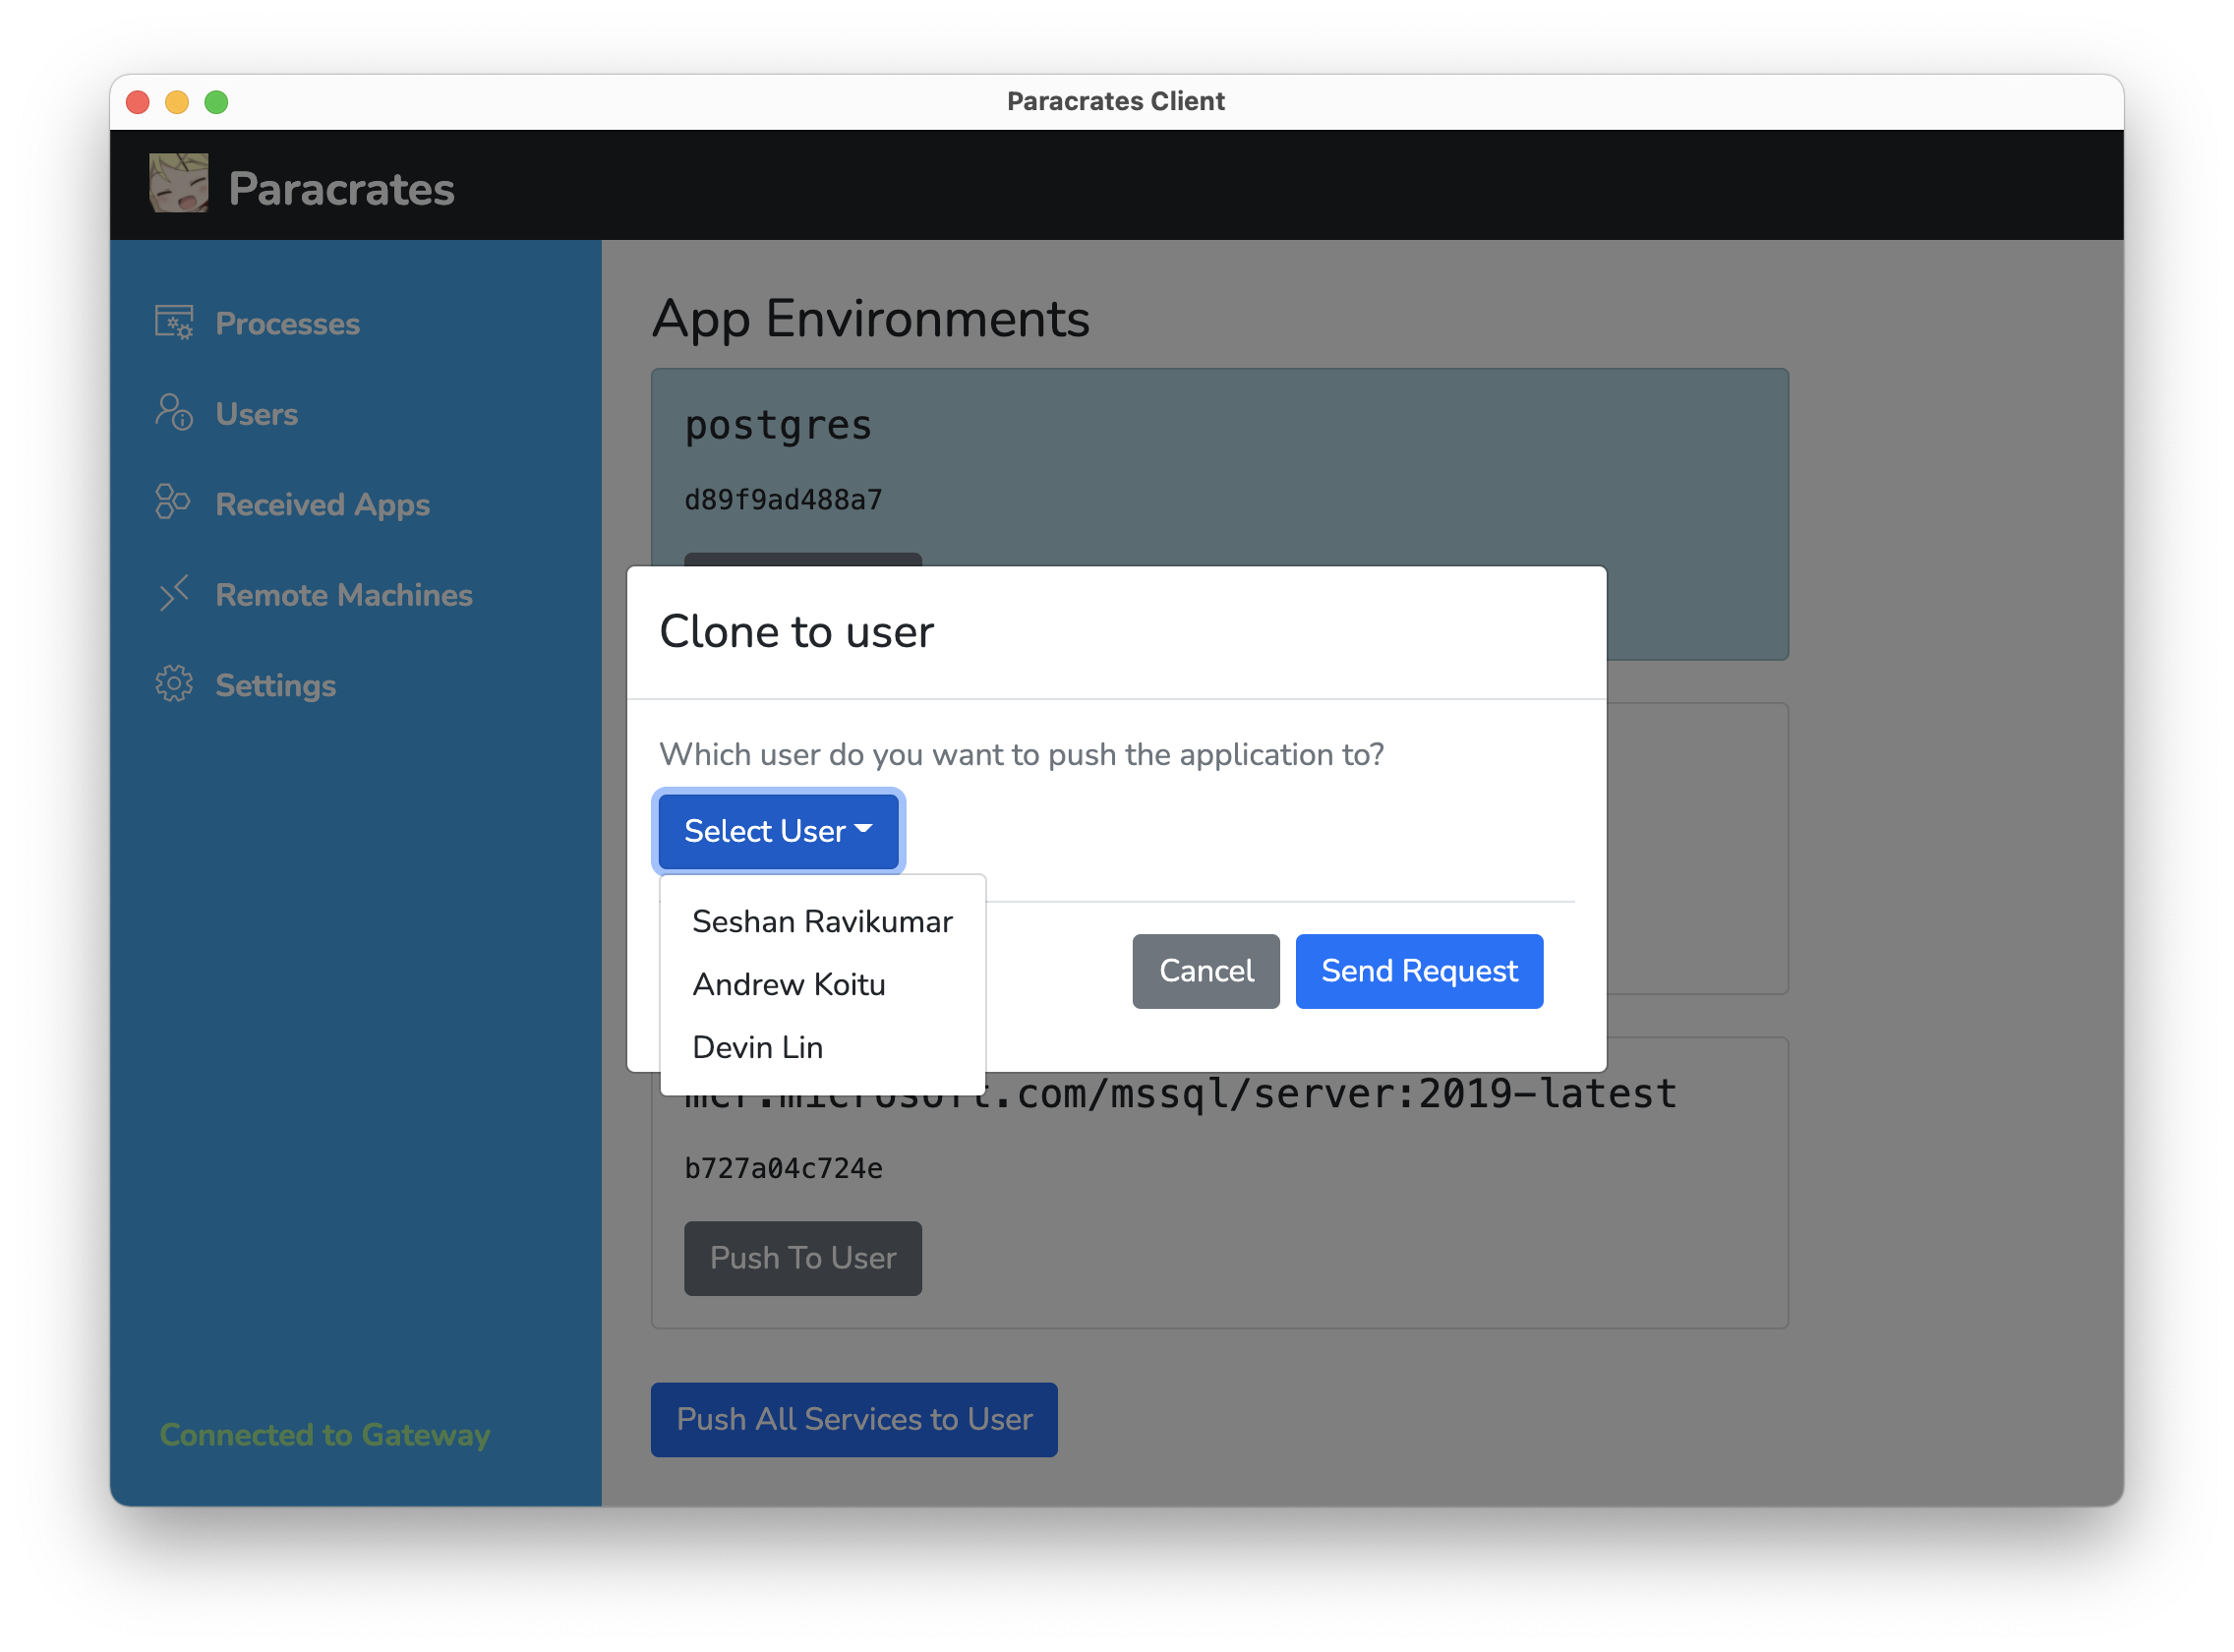 Paracrates Client
Paracrates
Processes
Users
Received Apps
Remote Machines
Settings
Connected to Gateway
App Environments
postgres
d89f9ad488a7
Clone to user
Which user do you want to push the application to?
Select User
Seshan Ravikumar
Andrew Koitu
Devin Lin
Cancel
Send Request
mcr.microsoft.com/mssql/server:2019-latest
b727a04c724e
Push To User
Push All Services to User